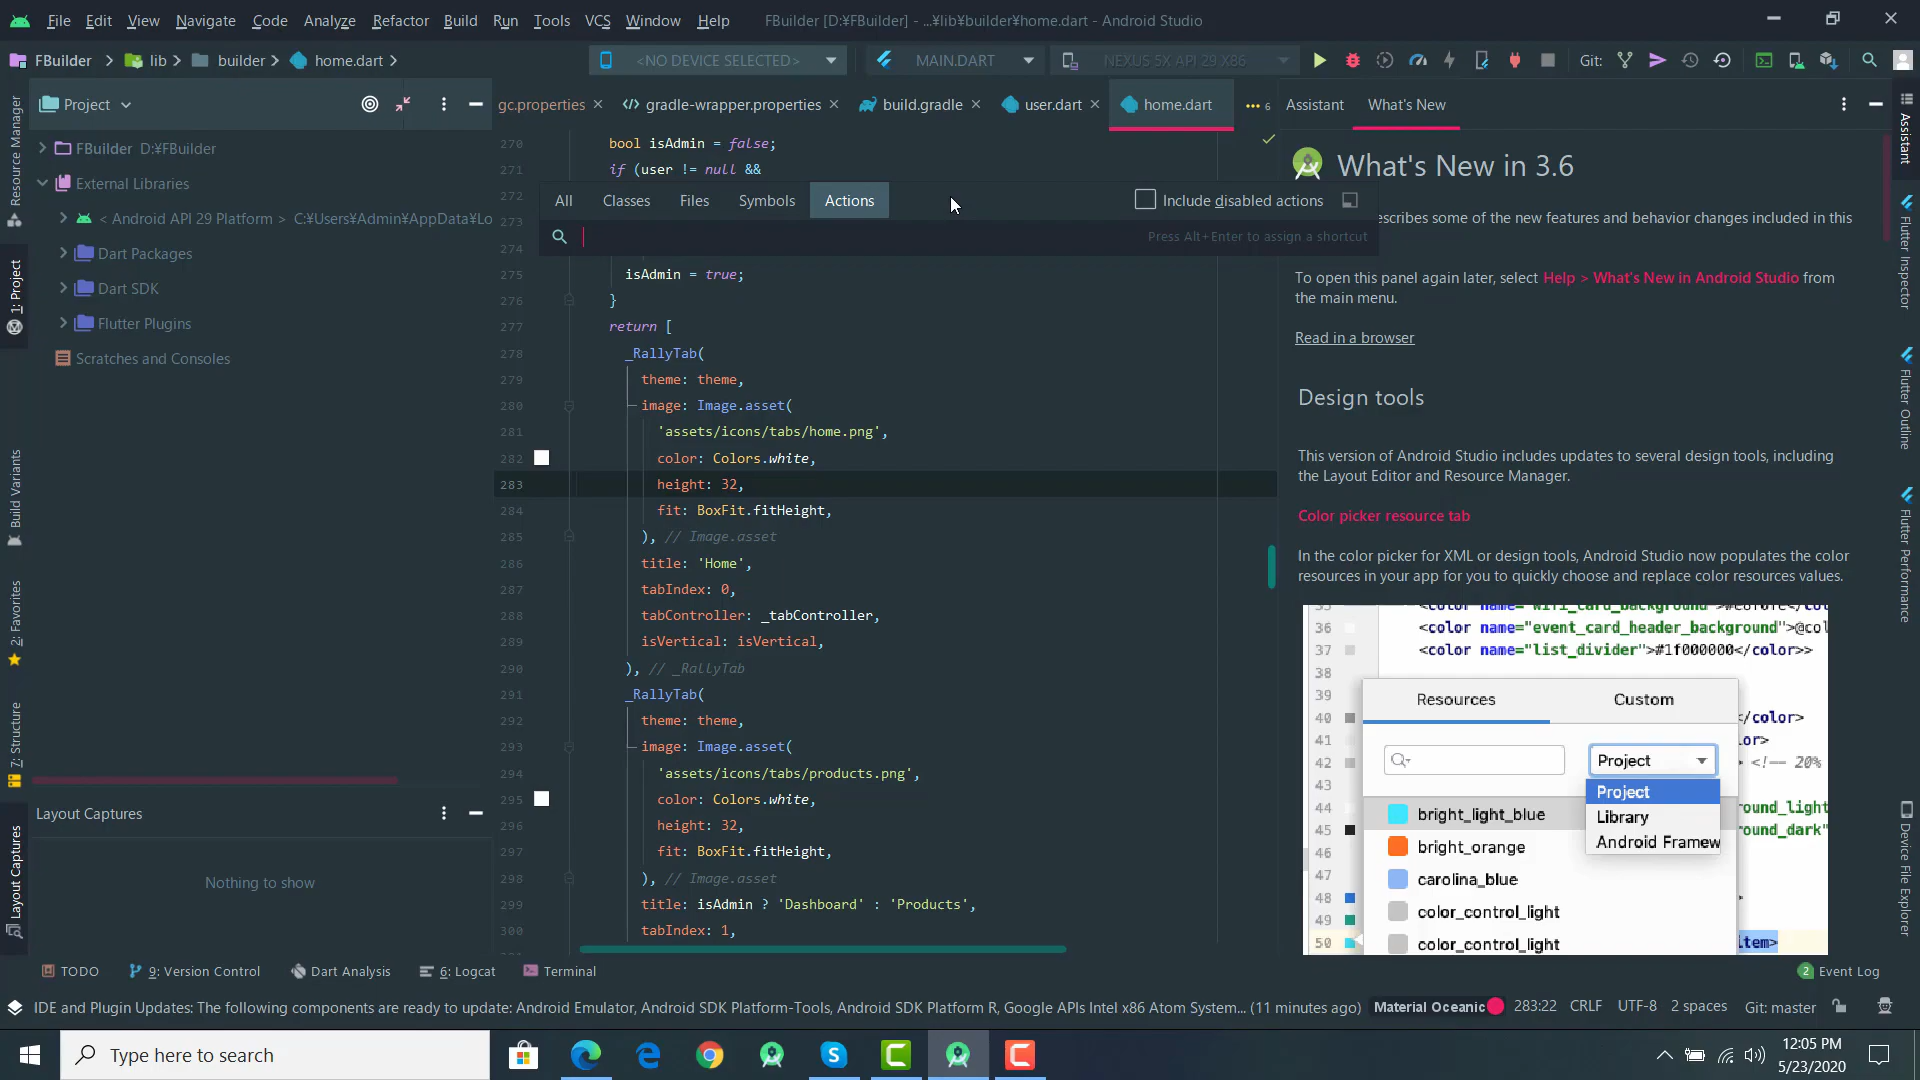 File Edit View Navigate Code Analyze Refactor Build Run Tools VCS Window Help FBuilder [D:¥FBuilder] - ...¥lib¥builder¥home.dart - Android Studio
FBuilder lib builder home.dart <NO DEVICE SELECTED> MAIN.DART NEXUS 5X API 29 X86 Git:
Project gc.properties gradle-wrapper.properties build.gradle user.dart home.dart 6 Assistant What's New
FBuilder D:¥FBuilder
External Libraries
< Android API 29 Platform > C:¥Users¥Admin¥AppData¥Lo
Dart Packages
Dart SDK
Flutter Plugins
Scratches and Consoles
Layout Captures
Nothing to show
Resource Manager
1: Project
Build Variants
2: Favorites
7: Structure
Layout Captures
270 bool isAdmin = false;
271 if (user != null &&
272
All Classes Files Symbols Actions Include disabled actions
273
Press Alt+Enter to assign a shortcut
274
275 isAdmin = true;
276 }
277 return [
278 _RallyTab(
279 theme: theme,
280 image: Image.asset(
281 'assets/icons/tabs/home.png',
282 color: Colors.white,
283 height: 32,
284 fit: BoxFit.fitHeight,
285 ), // Image.asset
286 title: 'Home',
287 tabIndex: 0,
288 tabController: _tabController,
289 isVertical: isVertical,
290 ), // _RallyTab
291 _RallyTab(
292 theme: theme,
293 image: Image.asset(
294 'assets/icons/tabs/products.png',
295 color: Colors.white,
296 height: 32,
297 fit: BoxFit.fitHeight,
298 ), // Image.asset
299 title: isAdmin ? 'Dashboard' : 'Products',
300 tabIndex: 1,
What's New in 3.6
escribes some of the new features and behavior changes included in this
To open this panel again later, select Help > What's New in Android Studio from
the main menu.
Read in a browser
Design tools
This version of Android Studio includes updates to several design tools, including
the Layout Editor and Resource Manager.
Color picker resource tab
In the color picker for XML or design tools, Android Studio now populates the color
resources in your app for you to quickly choose and replace color resources values.
36 <color name="event_card_header_background">@col
37 <color name="list_divider">#1f000000</color>>
38
39 Resources Custom
40 </color>
41
42 Project <!-- 20%
43 Project
44 bright_light_blue Library ound_light
45 Android Framew ound_dark"
46 bright_orange
47 carolina_blue
48
49 color_control_light
50 color_control_light item>
Assistant
Flutter Inspector
Flutter Outline
Flutter Performance
Device File Explorer
TODO 9: Version Control Dart Analysis 6: Logcat Terminal 2 Event Log
IDE and Plugin Updates: The following components are ready to update: Android Emulator, Android SDK Platform-Tools, Android SDK Platform R, Google APIs Intel x86 Atom System... (11 minutes ago) Material Oceanic 283:22 CRLF UTF-8 2 spaces Git: master
Type here to search
12:05 PM
5/23/2020